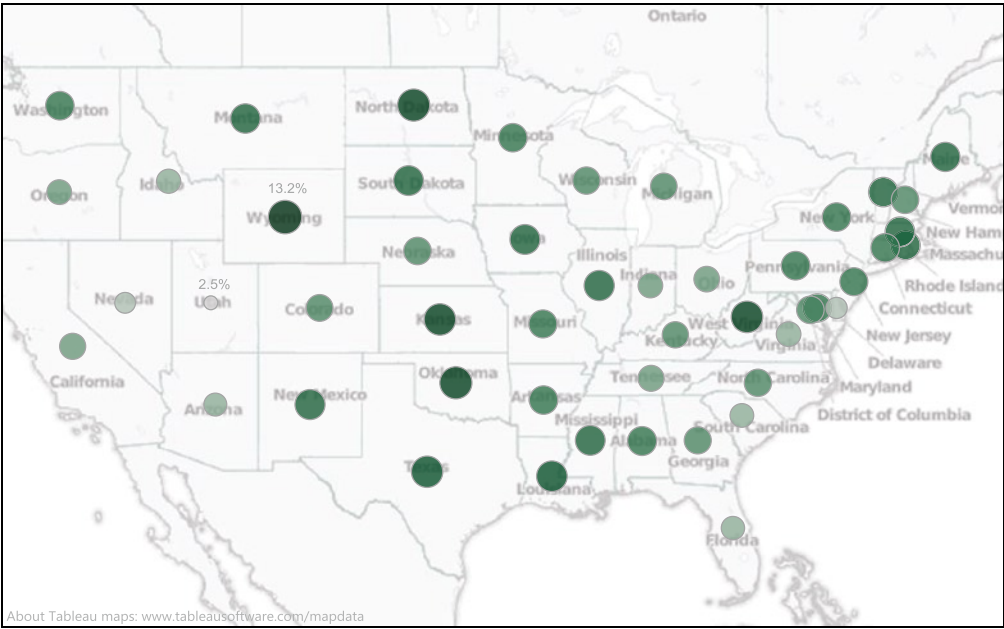 Ontario
Washington
Montana
North Dakota
Minnesota
Maine
Oregon
Idaho
South Dakota
Wisconsin
Michigan
13.2%
Wyoming
New York
Vermon
New Ham
Massachu
Iowa
Nebraska
Illinois
Indiana
Ohio
Pennsylvania
Rhode Island
Connecticut
2.5%
Nevada
Utah
Colorado
Kansas
Missouri
West Virginia
Kentucky
Virginia
New Jersey
Delaware
Maryland
District of Columbia
California
Oklahoma
Tennessee
North Carolina
Arizona
New Mexico
Arkansas
Mississippi
Alabama
South Carolina
Georgia
Texas
Louisiana
Florida
About Tableau maps: www.tableausoftware.com/mapdata